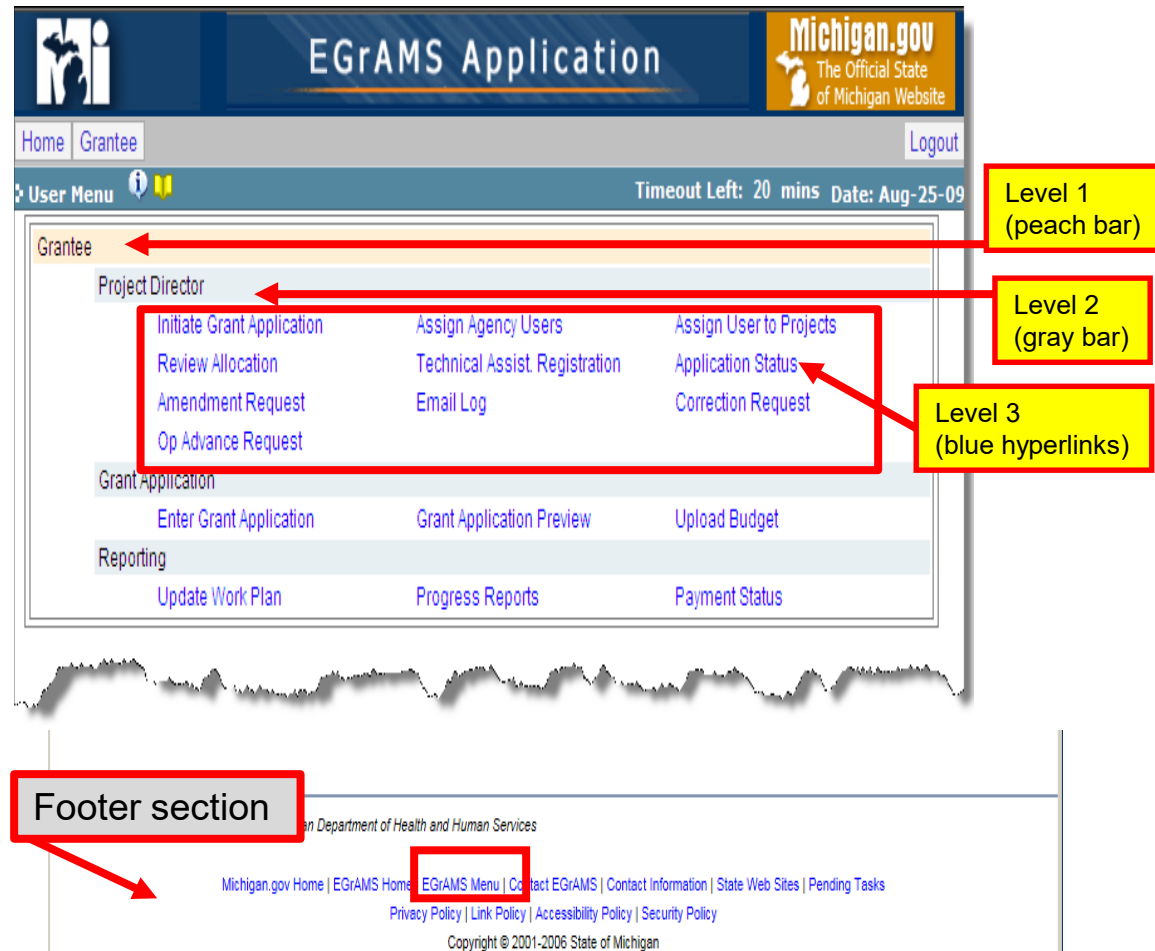 EGrAMS Application
Michigan.gov
The Official State
of Michigan Website
Home Grantee Logout
User Menu Timeout Left: 20 mins Date: Aug-25-09
Level 1
(peach bar)
Grantee
Project Director
Level 2
(gray bar)
Initiate Grant Application Assign Agency Users Assign User to Projects
Review Allocation Technical Assist. Registration Application Status
Amendment Request Email Log Correction Request
Op Advance Request
Level 3
(blue hyperlinks)
Grant Application
Enter Grant Application Grant Application Preview Upload Budget
Reporting
Update Work Plan Progress Reports Payment Status
Footer section
Department of Health and Human Services
Michigan.gov Home | EGrAMS Home | EGrAMS Menu | Contact EGrAMS | Contact Information | State Web Sites | Pending Tasks
Privacy Policy | Link Policy | Accessibility Policy | Security Policy
Copyright © 2001-2006 State of Michigan